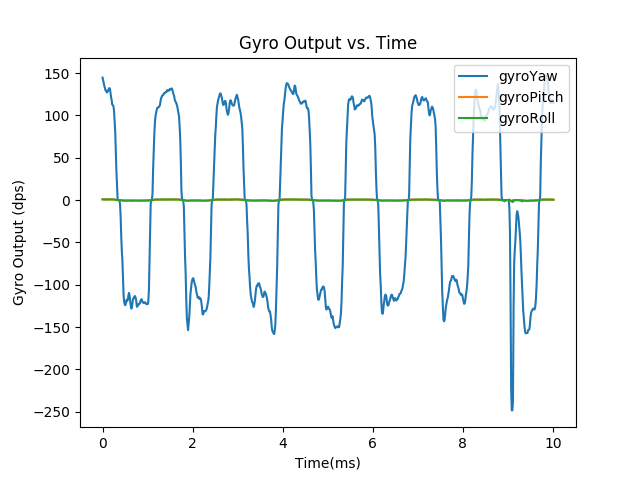 Gyro Output vs. Time
gyroYaw
gyroPitch
gyroRoll
Gyro Output (dps)
150
100
50
0
−50
−100
−150
−200
−250
0 2 4 6 8 10
Time(ms)